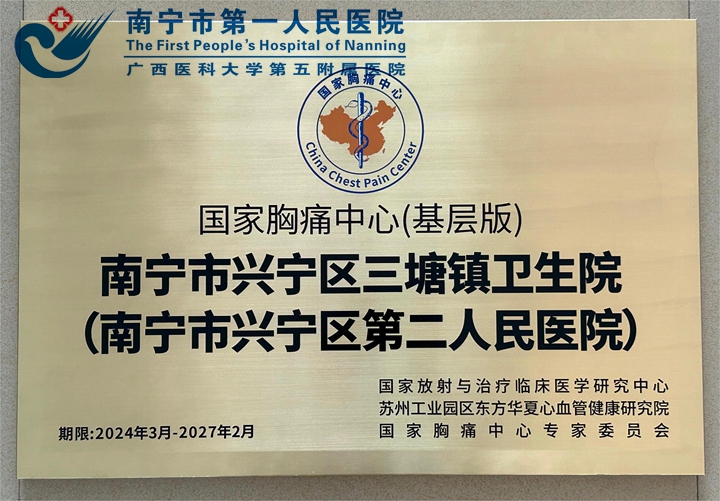 南宁市第一人民医院
The First People's Hospital of Nanning
广西医科大学第五附属医院
国家胸痛中心
China Chest Pain Center
国家胸痛中心(基层版)
南宁市兴宁区三塘镇卫生院
(南宁市兴宁区第二人民医院)
国家放射与治疗临床医学研究中心
苏州工业园区东方华夏心血管健康研究院
期限:2024年3月-2027年2月
国家胸痛中心专家委员会